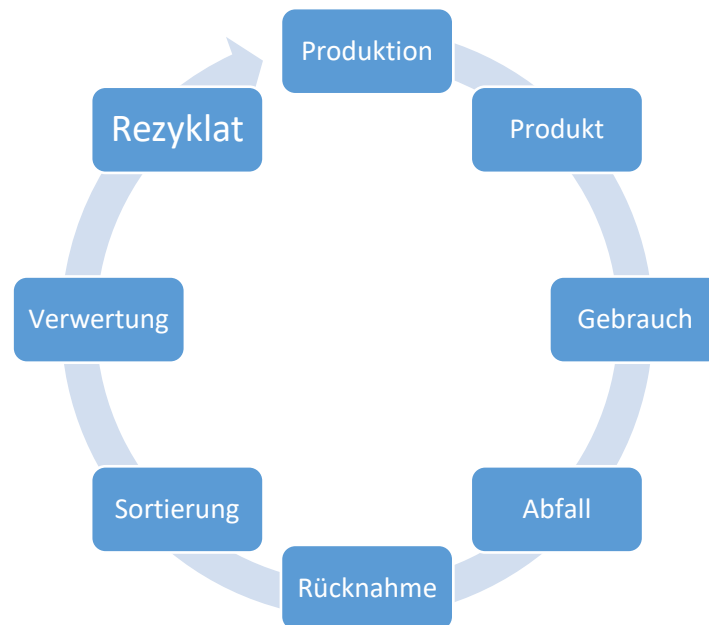 Produktion
Produkt
Gebrauch
Abfall
Rücknahme
Sortierung
Verwertung
Rezyklat